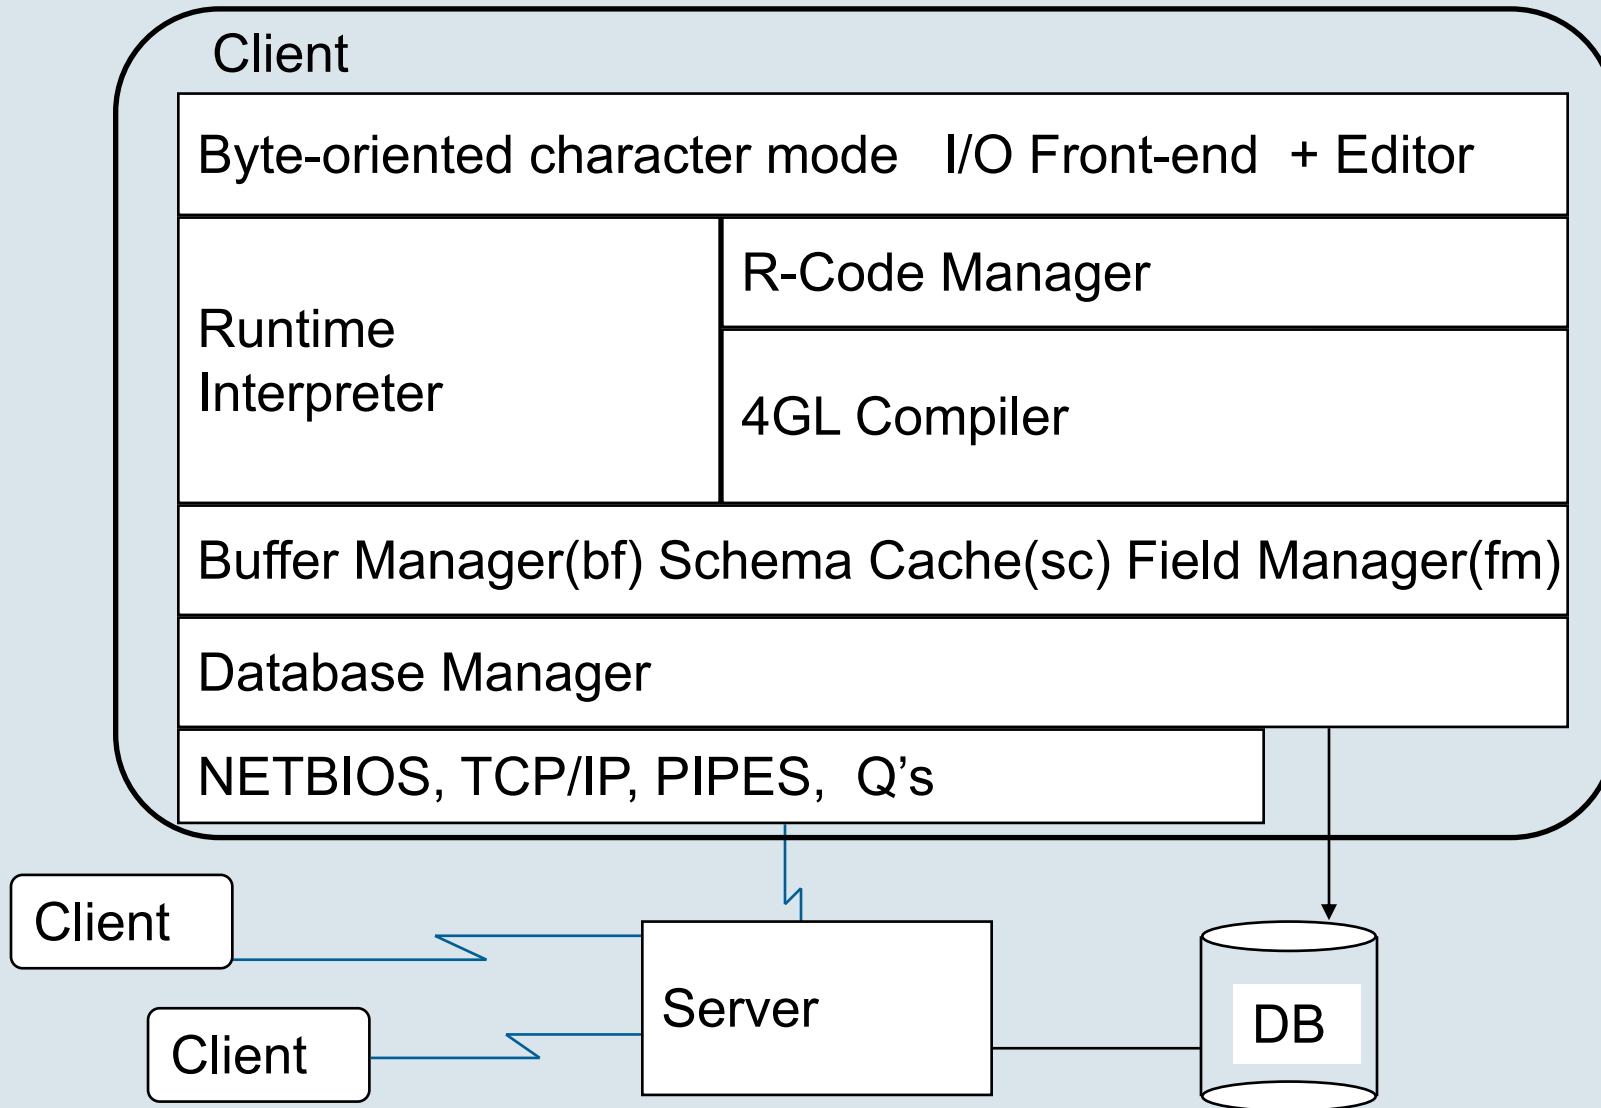 Client
Byte-oriented character mode I/O Front-end + Editor
Runtime
Interpreter
R-Code Manager
4GL Compiler
Buffer Manager(bf) Schema Cache(sc) Field Manager(fm)
Database Manager
NETBIOS, TCP/IP, PIPES, Q’s
Client
Client
Server
DB